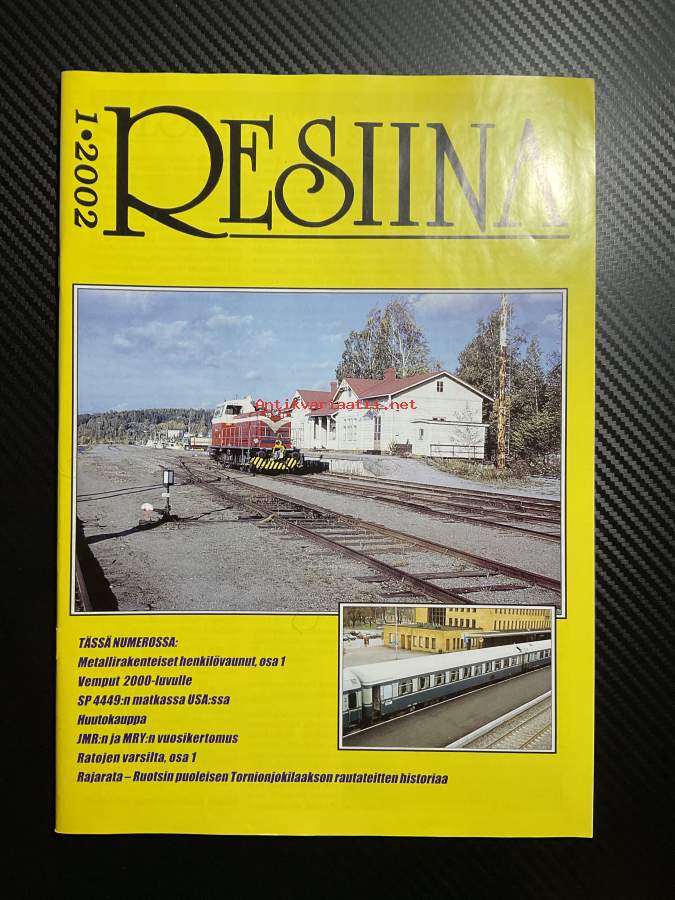 1•2002
RESIINA
Antikvariaatti.net
TÄSSÄ NUMEROSSA:
Metallirakenteiset henkilövaunut, osa 1
Vemput 2000-luvulle
SP 4449:n matkassa USA:ssa
Huutokauppa
JMR:n ja MRY:n vuosikertomus
Ratojen varsilta, osa 1
Rajarata – Ruotsin puoleisen Tornionjokilaakson rautateitten historiaa